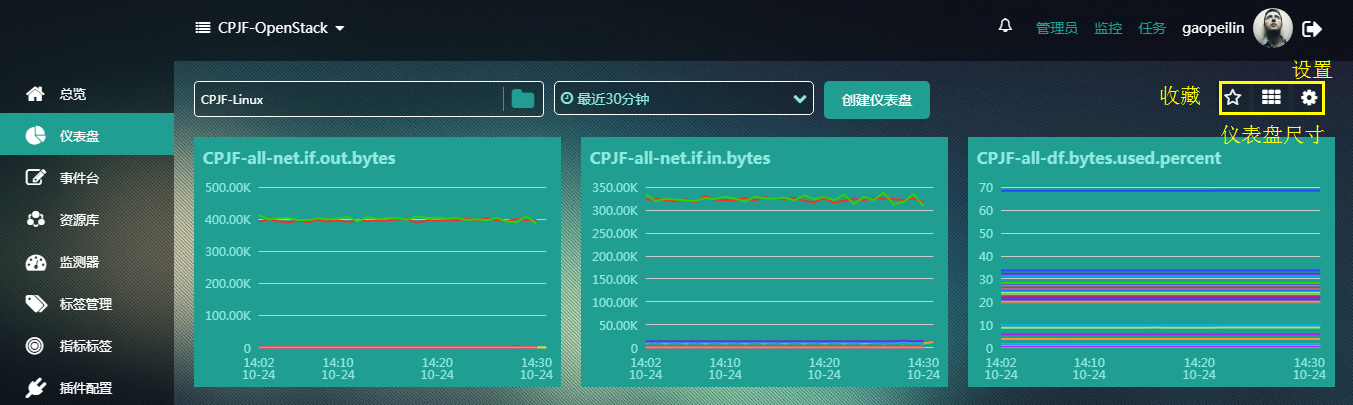 CPJF-OpenStack
管理员 监控 任务 gaopeilin
设置
收藏
仪表盘尺寸
总览
仪表盘
事件台
资源库
监测器
标签管理
指标标签
插件配置
CPJF-Linux
最近30分钟
创建仪表盘
CPJF-all-net.if.out.bytes
500.00K
400.00K
300.00K
200.00K
100.00K
0
14:02 14:10 14:20 14:30
10-24 10-24 10-24 10-24
CPJF-all-net.if.in.bytes
350.00K
300.00K
250.00K
200.00K
150.00K
100.00K
50.00K
0
14:02 14:10 14:20 14:30
10-24 10-24 10-24 10-24
CPJF-all-df.bytes.used.percent
70
60
50
40
30
20
10
0
14:02 14:10 14:20 14:30
10-24 10-24 10-24 10-24